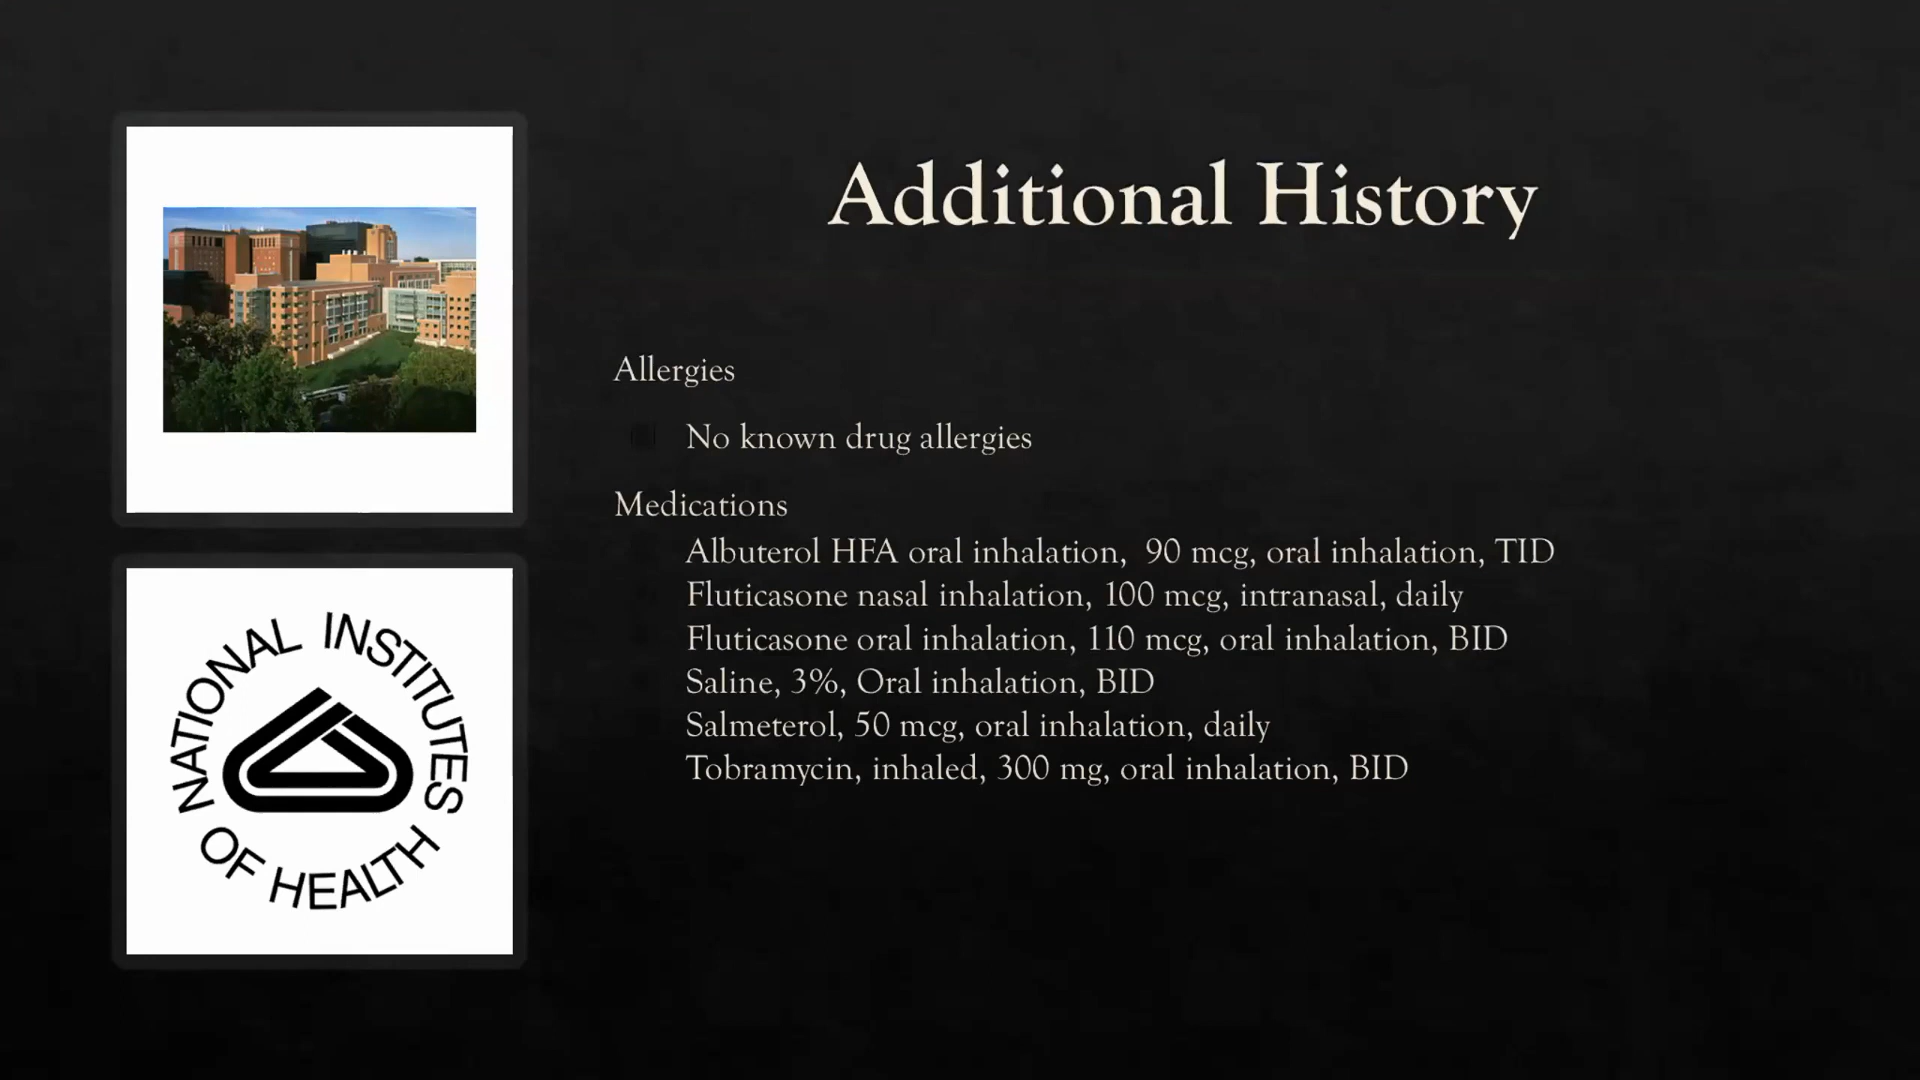 Additional History
Allergies
No known drug allergies
Medications
Albuterol HFA oral inhalation, 90 mcg, oral inhalation, TID
Fluticasone nasal inhalation, 100 mcg, intranasal, daily
Fluticasone oral inhalation, 110 mcg, oral inhalation, BID
Saline, 3%, Oral inhalation, BID
Salmeterol, 50 mcg, oral inhalation, daily
Tobramycin, inhaled, 300 mg, oral inhalation, BID
NATIONAL INSTITUTES
OF HEALTH